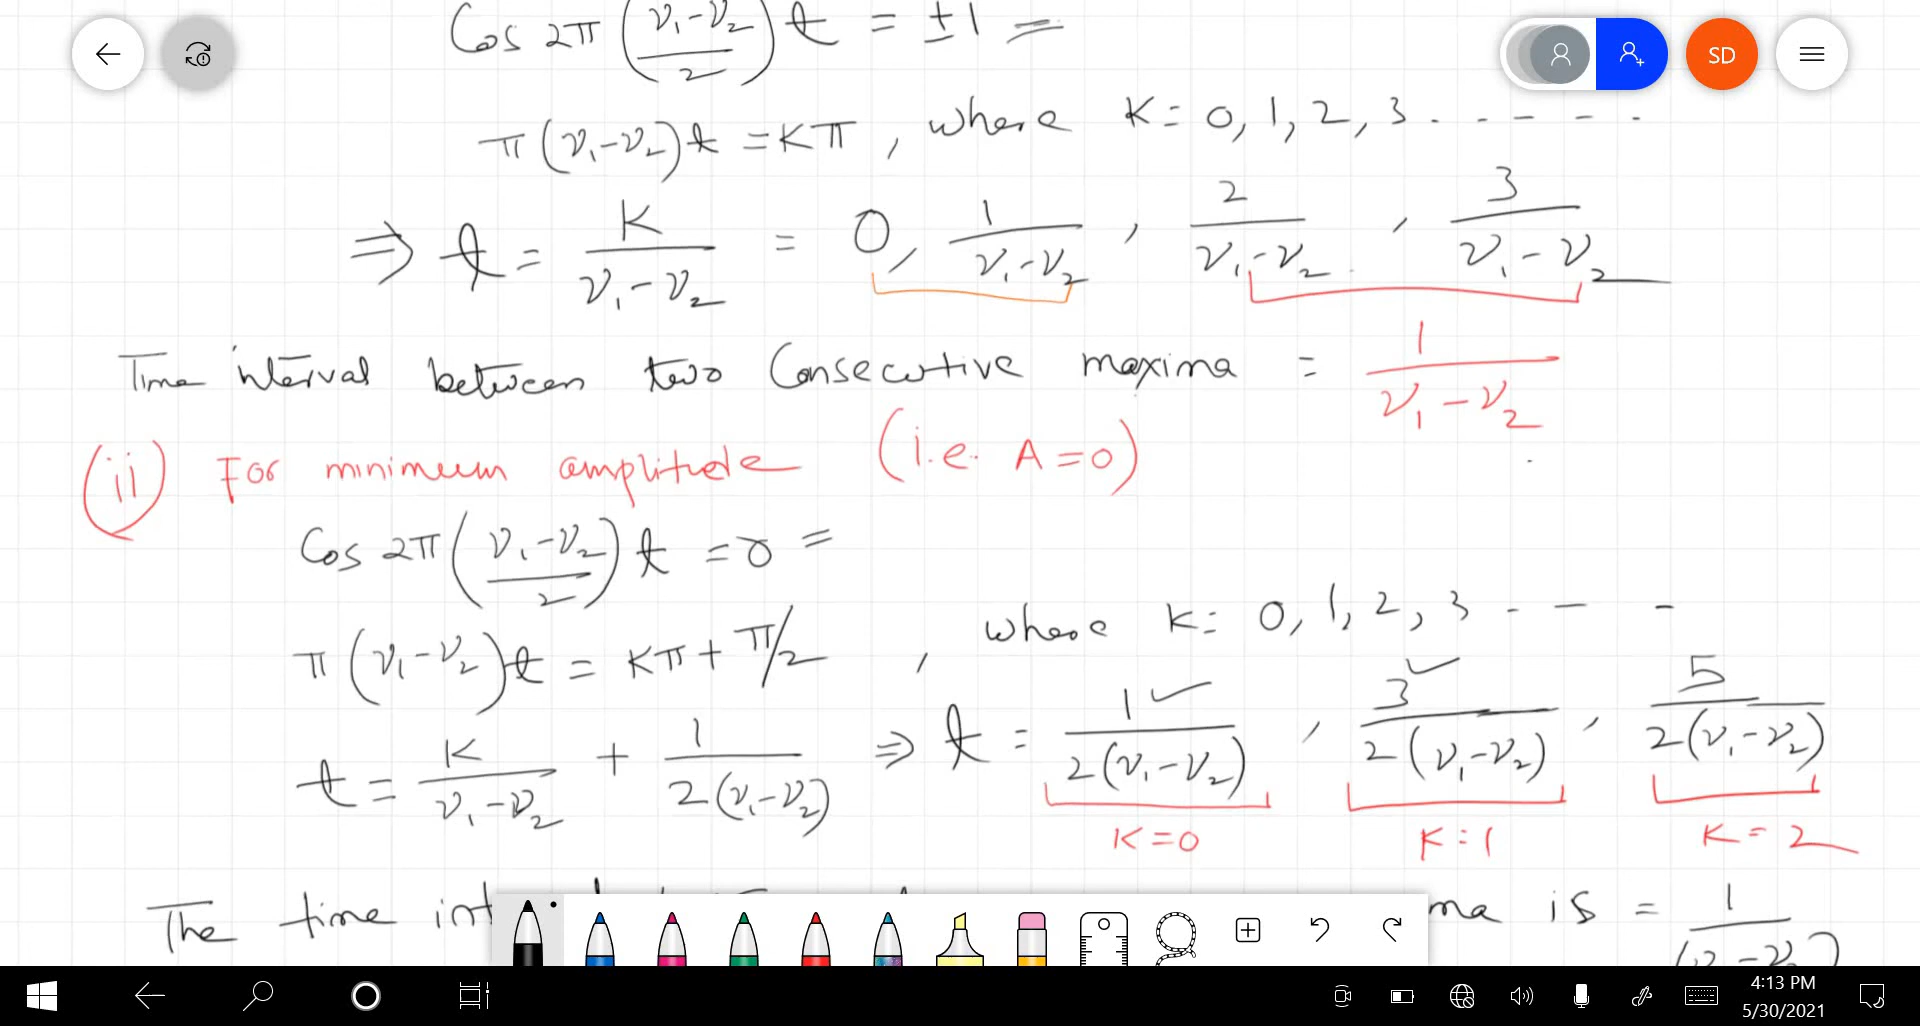 Cos 2π (ν₁-ν₂/2) t = ±1 =
SD
π (ν₁-ν₂) t = Kπ , where K = 0, 1, 2, 3 . - - - -
⇒ t = K/(ν₁-ν₂) = 0, 1/(ν₁-ν₂) , 2/(ν₁-ν₂) , 3/(ν₁-ν₂)
Time interval between two Consecutive maxima = 1/(ν₁-ν₂)
(ii) For minimum amplitude (i.e. A=0)
Cos 2π (ν₁-ν₂/2) t = 0 =
π (ν₁-ν₂) t = Kπ + π/2 , where K = 0, 1, 2, 3 - - -
t = K/(ν₁-ν₂) + 1/2(ν₁-ν₂) ⇒ t = 1/2(ν₁-ν₂) , 3/2(ν₁-ν₂) , 5/2(ν₁-ν₂)
K=0 K=1 K=2
The time is = 1/(ν₁-ν₂)
4:13 PM
5/30/2021